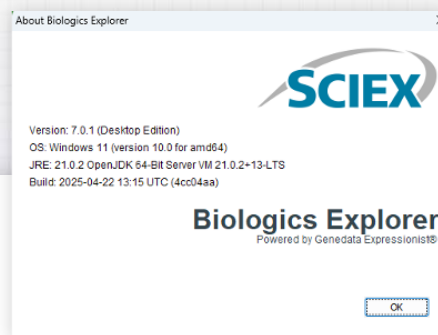 About Biologics Explorer
SCIEX
Version: 7.0.1 (Desktop Edition)
OS: Windows 11 (version 10.0 for amd64)
JRE: 21.0.2 OpenJDK 64-Bit Server VM 21.0.2+13-LTS
Build: 2025-04-22 13:15 UTC (4cc04aa)
Biologics Explorer
Powered by Genedata Expressionist®
OK